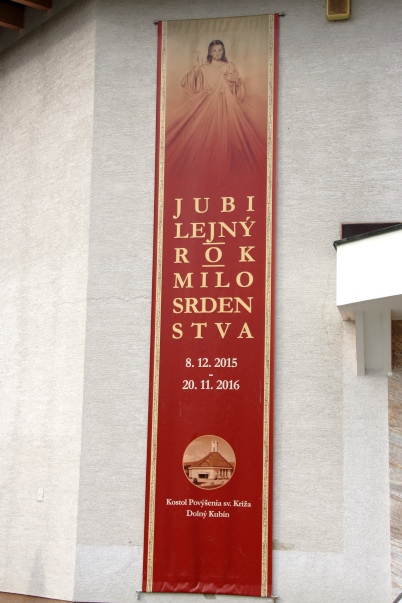 JUBI
LEJNÝ
ROK
MILO
SRDEN
STVA
8. 12. 2015
-
20. 11. 2016
Kostol Povýšenia sv. Kríža
Dolný Kubín